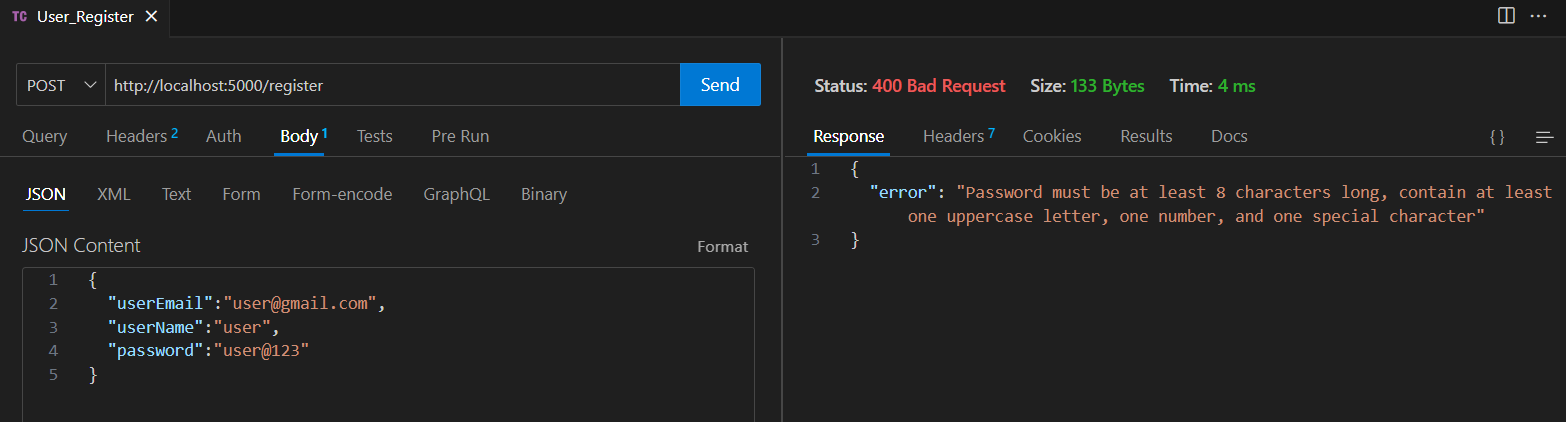 TC User_Register ✕
POST http://localhost:5000/register Send
Query Headers 2 Auth Body 1 Tests Pre Run
JSON XML Text Form Form-encode GraphQL Binary
JSON Content Format
1 {
2 "userEmail":"user@gmail.com",
3 "userName":"user",
4 "password":"user@123"
5 }
Status: 400 Bad Request Size: 133 Bytes Time: 4 ms
Response Headers 7 Cookies Results Docs {}
1 {
2 "error": "Password must be at least 8 characters long, contain at least
one uppercase letter, one number, and one special character"
3 }